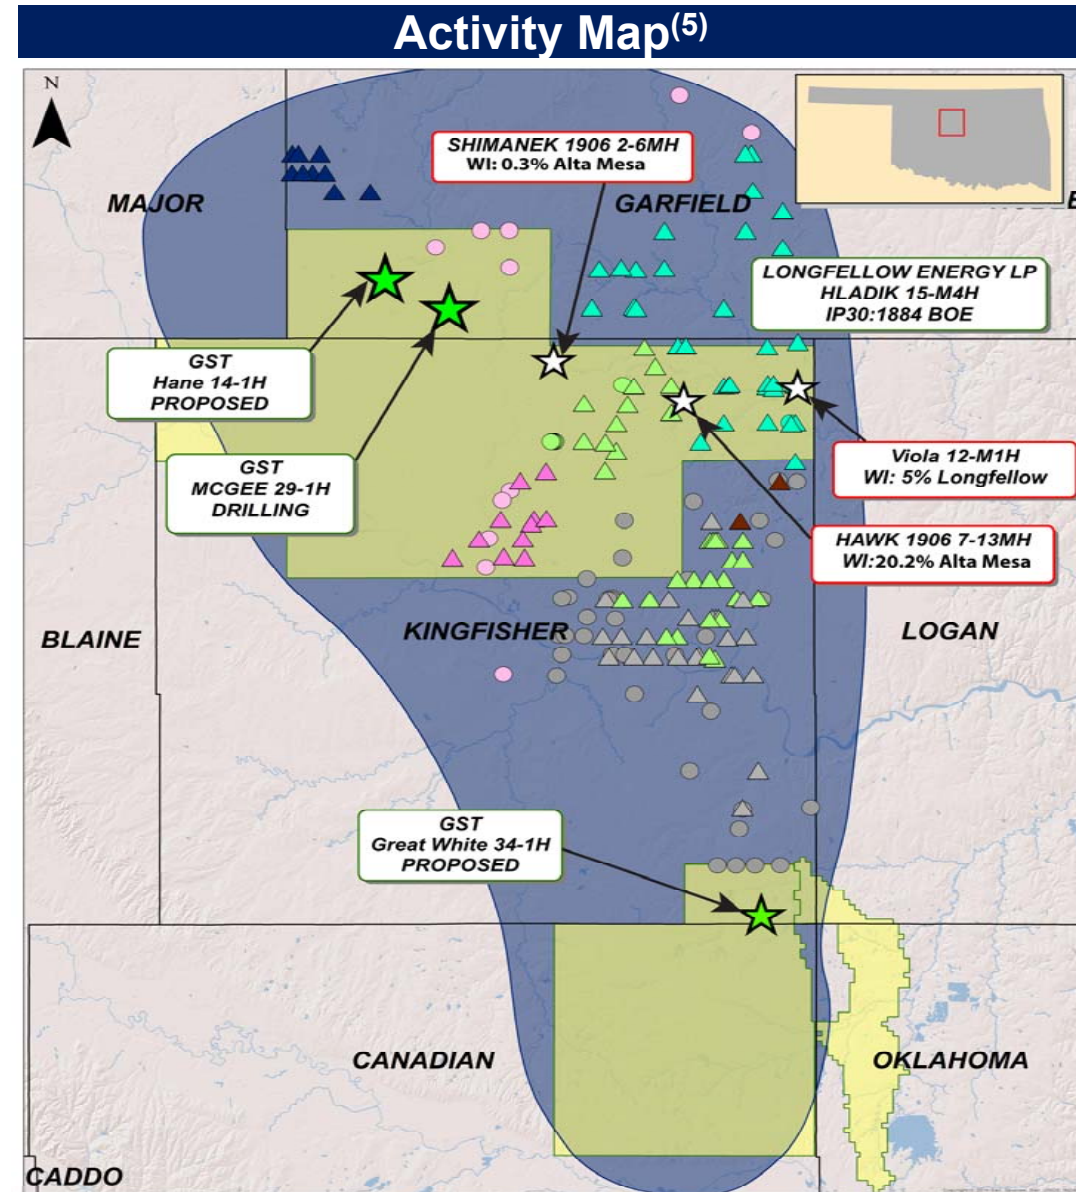 Activity Map(5)
N
SHIMANEK 1906 2-6MH
WI: 0.3% Alta Mesa
MAJOR
GARFIELD
LONGFELLOW ENERGY LP
HLADIK 15-M4H
IP30:1884 BOE
GST
Hane 14-1H
PROPOSED
GST
MCGEE 29-1H
DRILLING
Viola 12-M1H
WI: 5% Longfellow
HAWK 1906 7-13MH
WI:20.2% Alta Mesa
BLAINE
KINGFISHER
LOGAN
GST
Great White 34-1H
PROPOSED
CANADIAN
OKLAHOMA
CADDO